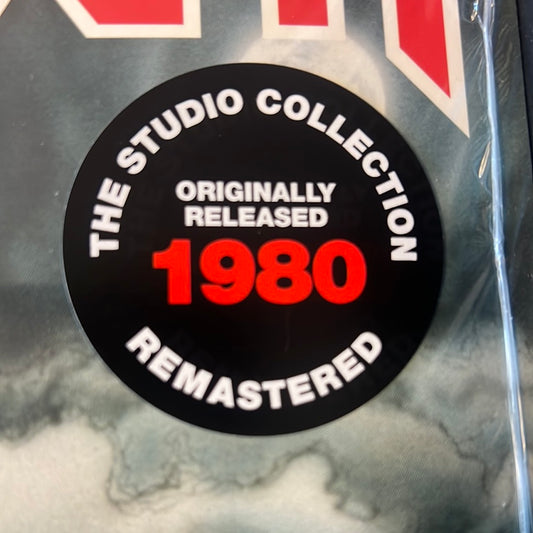 THE STUDIO COLLECTION
ORIGINALLY
RELEASED
1980
REMASTERED